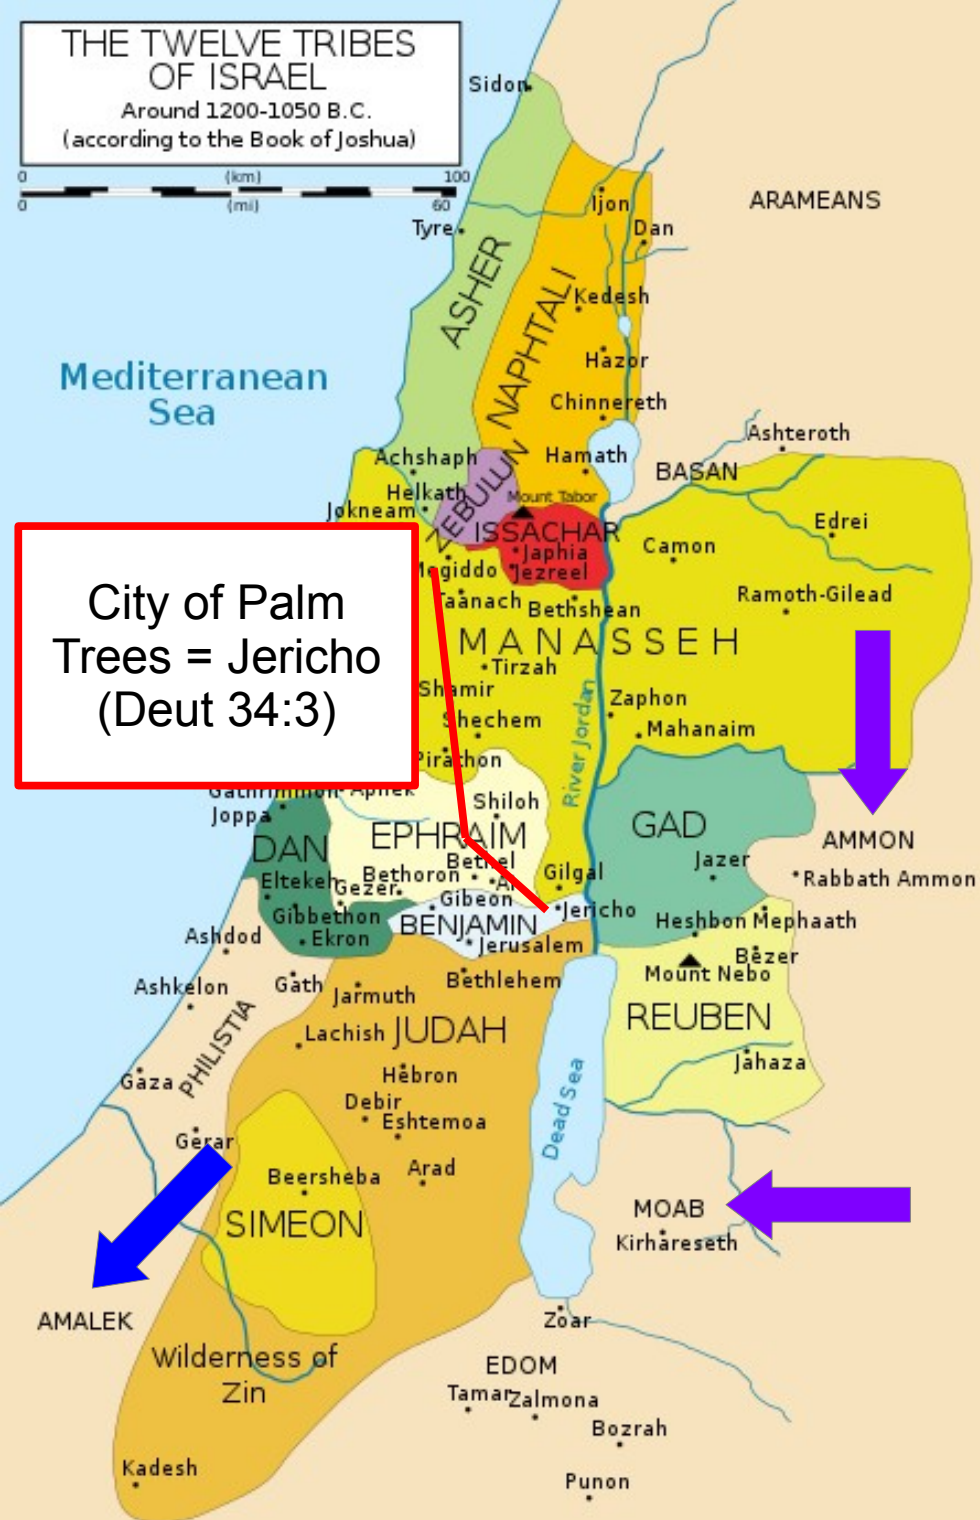 THE TWELVE TRIBES
OF ISRAEL
Around 1200-1050 B.C.
(according to the Book of Joshua)
0 (km) 100
0 (mi) 60
Sidon
ARAMEANS
Ijon
Tyre
Dan
ASHER
NAPHTALI
Kedesh
Mediterranean
Sea
Hazor
Chinnereth
Ashteroth
Achshaph
Hamath
BASAN
Helkath
ZEBULUN
Mount Tabor
Jokneam
ISSACHAR
Edrei
Japhia
Camon
City of Palm
Trees = Jericho
(Deut 34:3)
Megiddo
Jezreel
Taanach
Bethshean
Ramoth-Gilead
MANASSEH
Tirzah
Shamir
Zaphon
Shechem
Mahanaim
River Jordan
Pirathon
Gathrimmon
Aphek
Shiloh
Joppa
EPHRAIM
GAD
AMMON
DAN
Bethel
Jazer
Bethoron
Ai
Gilgal
Rabbath Ammon
Eltekeh
Gezer
Gibeon
Jericho
Gibbethon
BENJAMIN
Heshbon
Mephaath
Ashdod
Ekron
Jerusalem
Bezer
Mount Nebo
Ashkelon
Gath
Jarmuth
Bethlehem
REUBEN
PHILISTIA
Lachish
JUDAH
Jahaza
Gaza
Hebron
Debir
Dead Sea
Eshtemoa
Gerar
Beersheba
Arad
SIMEON
MOAB
Kirhareseth
AMALEK
Zoar
Wilderness of
Zin
EDOM
Tamar
Zalmona
Bozrah
Kadesh
Punon